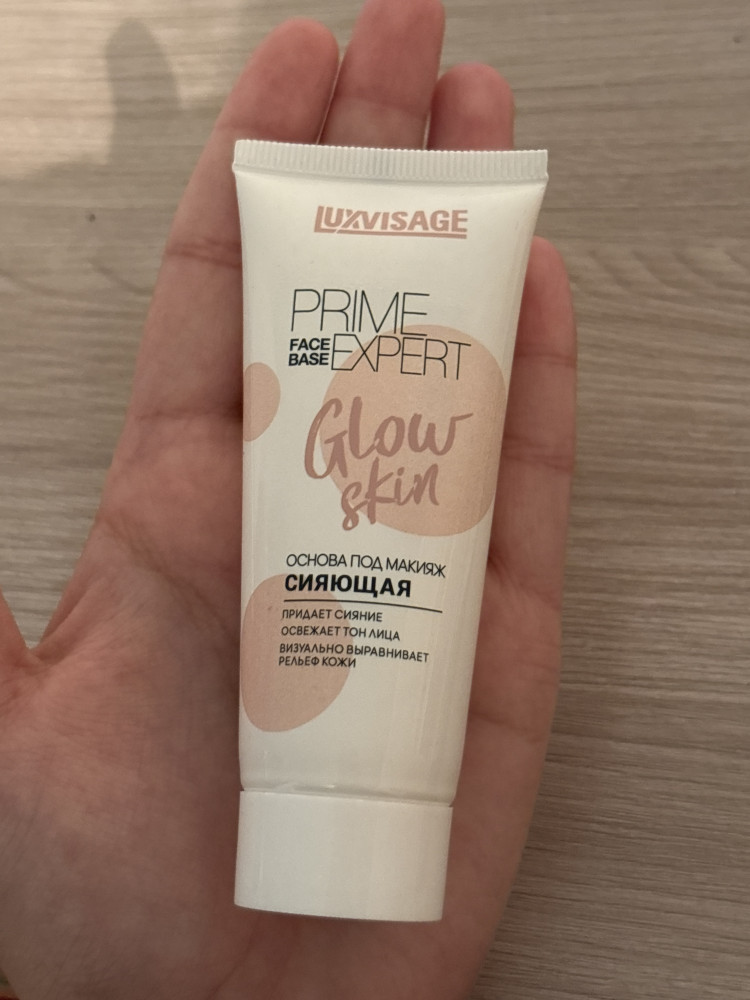 LUXVISAGE
PRIME
FACE BASE EXPERT
Glow
skin
ОСНОВА ПОД МАКИЯЖ
СИЯЮЩАЯ
ПРИДАЕТ СИЯНИЕ
ОСВЕЖАЕТ ТОН ЛИЦА
ВИЗУАЛЬНО ВЫРАВНИВАЕТ
РЕЛЬЕФ КОЖИ